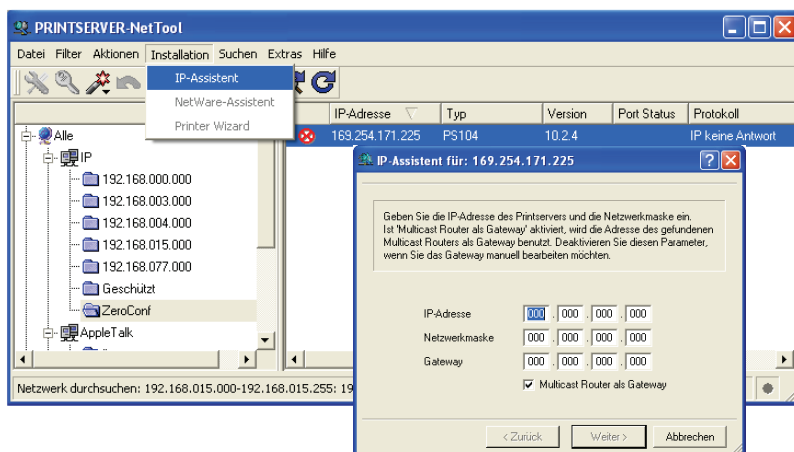 PRINTSERVER-NetTool
Datei Filter Aktionen Installation Suchen Extras Hilfe
IP-Assistent
NetWare-Assistent
Printer Wizard
IP-Adresse Typ Version Port Status Protokoll
169.254.171.225 PS104 10.2.4 IP keine Antwort
Alle
IP
192.168.000.000
192.168.003.000
192.168.004.000
192.168.015.000
192.168.077.000
Geschützt
ZeroConf
AppleTalk
Netzwerk durchsuchen: 192.168.015.000-192.168.015.255: 19
IP-Assistent für: 169.254.171.225
Geben Sie die IP-Adresse des Printservers und die Netzwerkmaske ein.
Ist 'Multicast Router als Gateway' aktiviert, wird die Adresse des gefundenen
Multicast Routers als Gateway benutzt. Deaktivieren Sie diesen Parameter,
wenn Sie das Gateway manuell bearbeiten möchten.
IP-Adresse 000 . 000 . 000 . 000
Netzwerkmaske 000 . 000 . 000 . 000
Gateway 000 . 000 . 000 . 000
Multicast Router als Gateway
< Zurück Weiter > Abbrechen